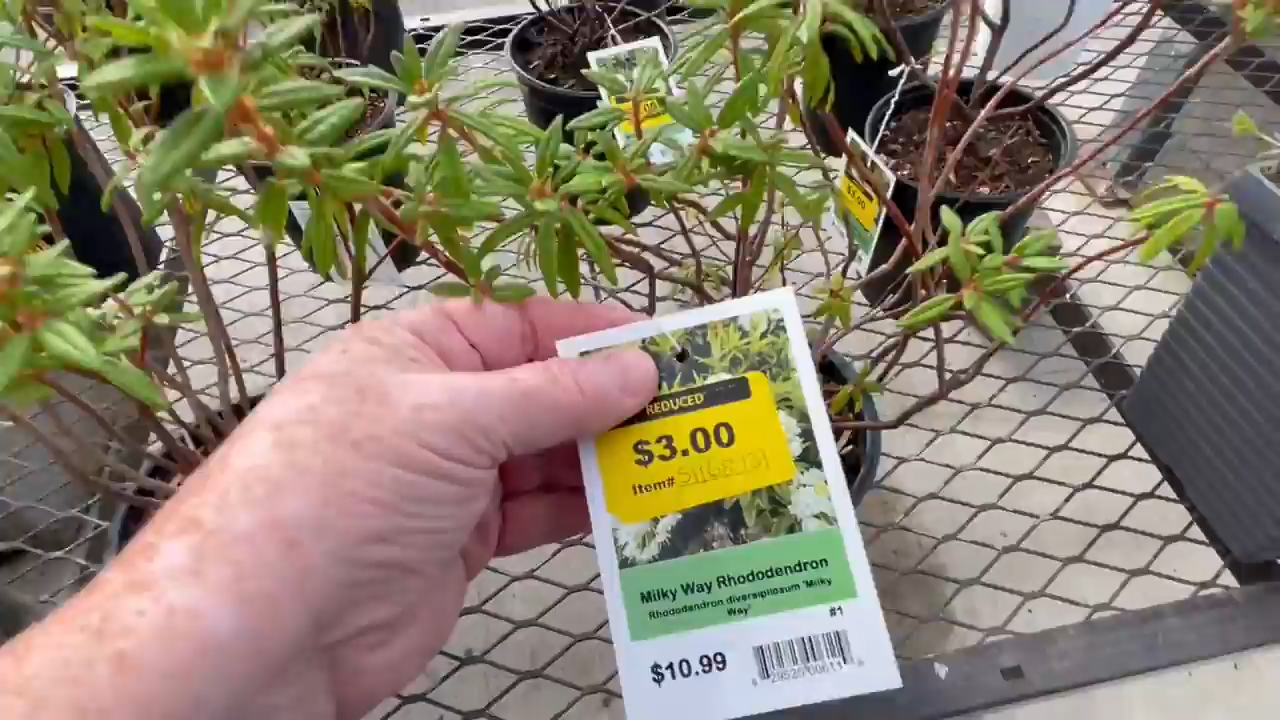 REDUCED
$3.00
Item#
Milky Way Rhododendron
Rhododendron diversipilosum 'Milky
Way'
#1
$10.99